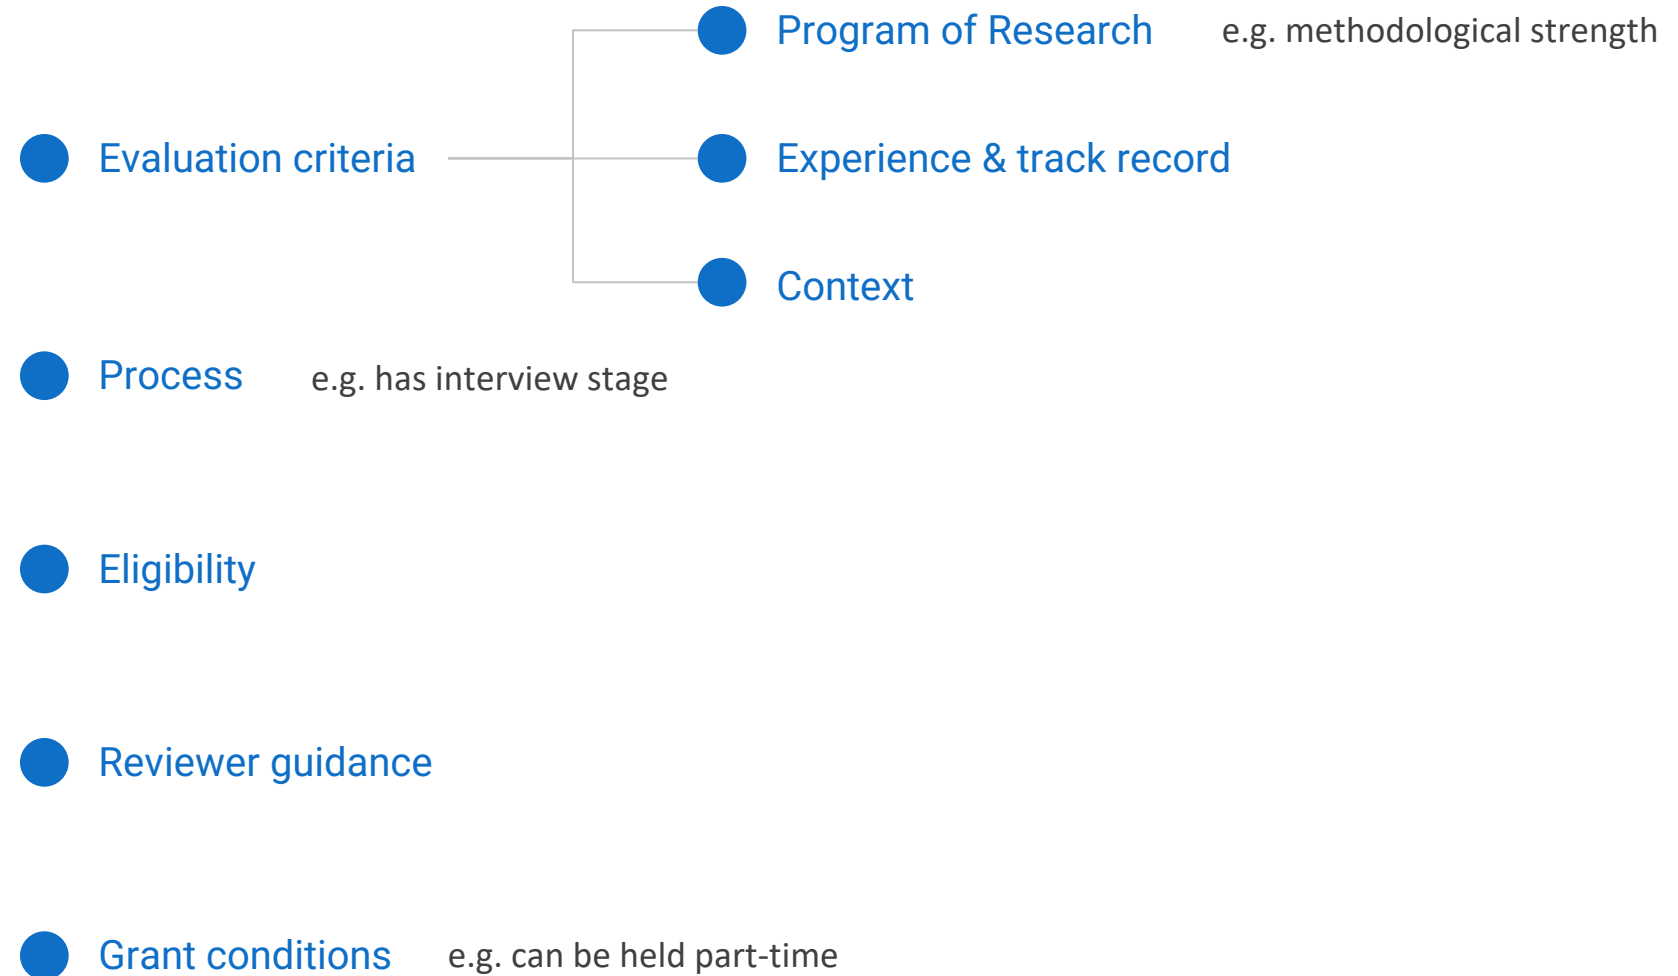 Program of Research e.g. methodological strength
Evaluation criteria
Experience & track record
Context
Process e.g. has interview stage
Eligibility
Reviewer guidance
Grant conditions e.g. can be held part-time